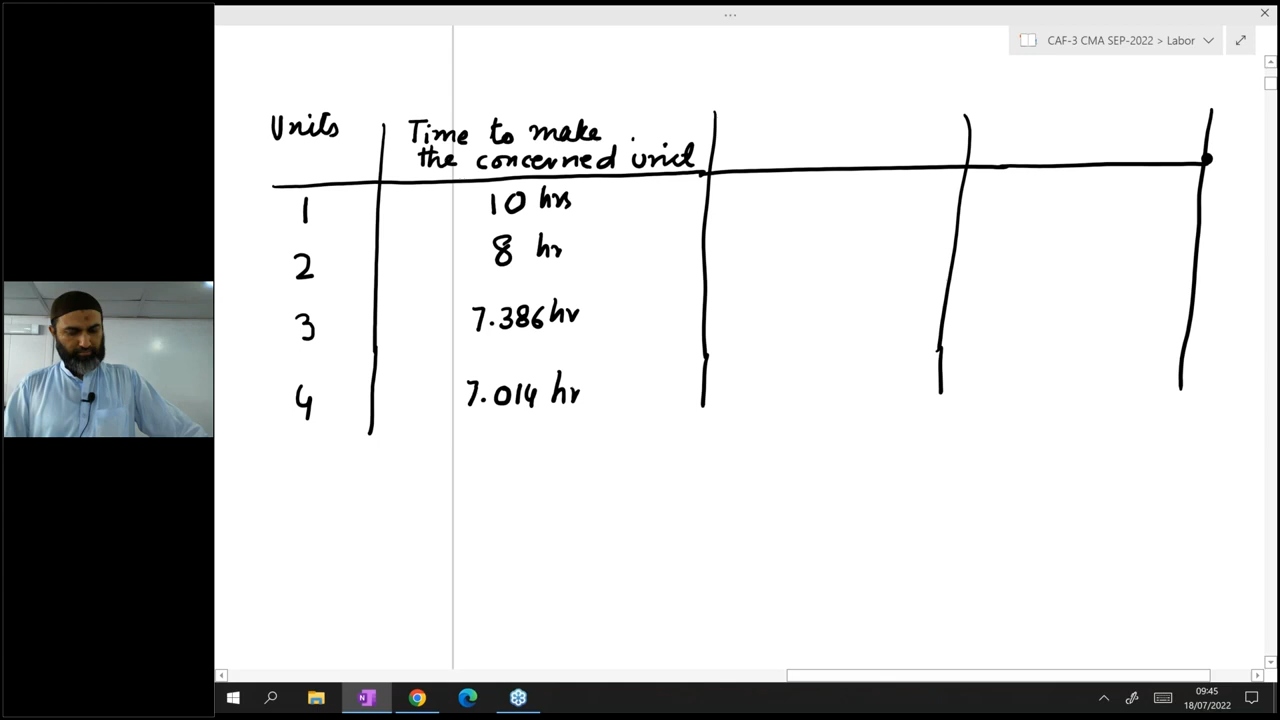 CAF-3 CMA SEP-2022 > Labor
Units
Time to make
the concerned unit
1
10 hrs
2
8 hr
3
7.386 hr
4
7.014 hr
09:45
18/07/2022